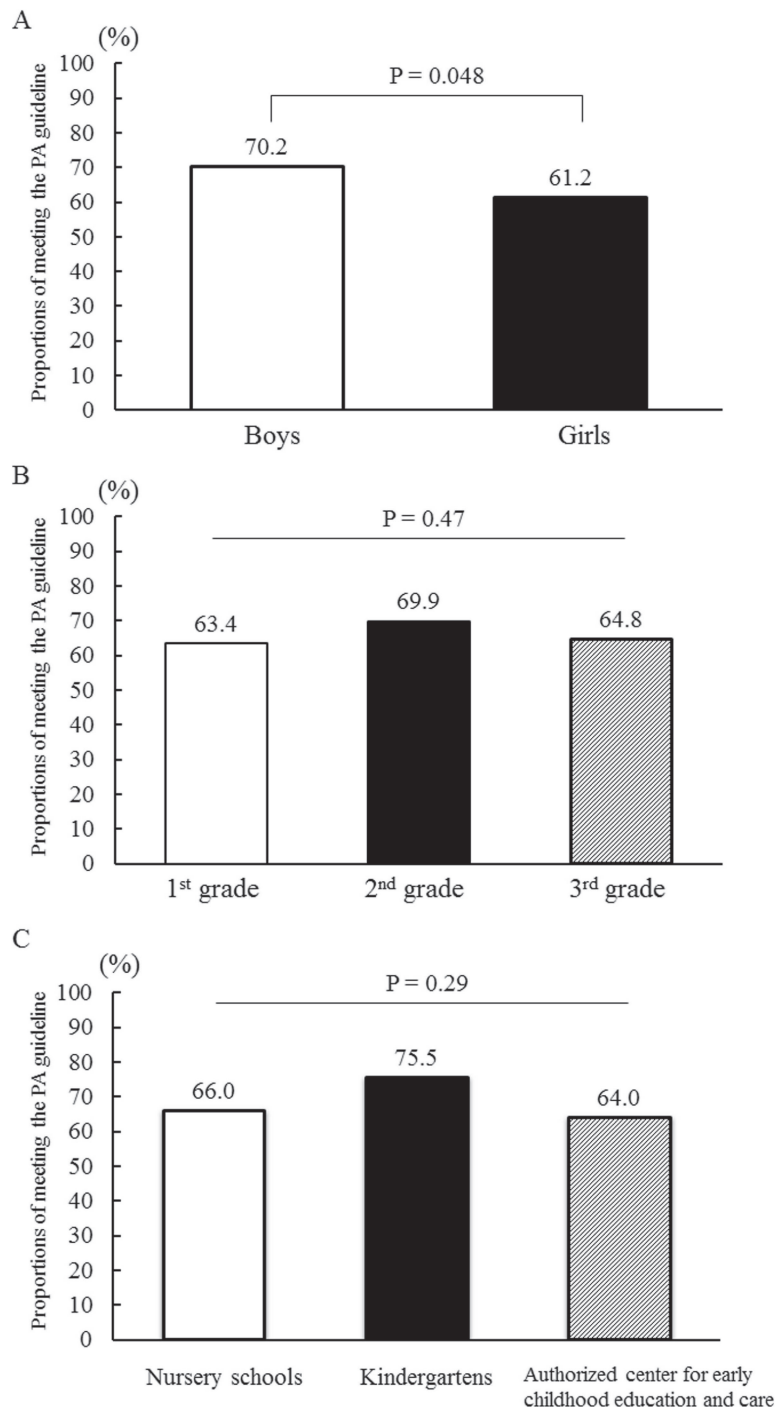 A
(%)
Proportions of meeting the PA guideline
100
90
80
70
60
50
40
30
20
10
0
P = 0.048
70.2
61.2
Boys Girls
B
(%)
Proportions of meeting the PA guideline
100
90
80
70
60
50
40
30
20
10
0
P = 0.47
63.4
69.9
64.8
1st grade 2nd grade 3rd grade
C
(%)
Proportions of meeting the PA guideline
100
90
80
70
60
50
40
30
20
10
0
P = 0.29
66.0
75.5
64.0
Nursery schools
Kindergartens
Authorized center for early
childhood education and care